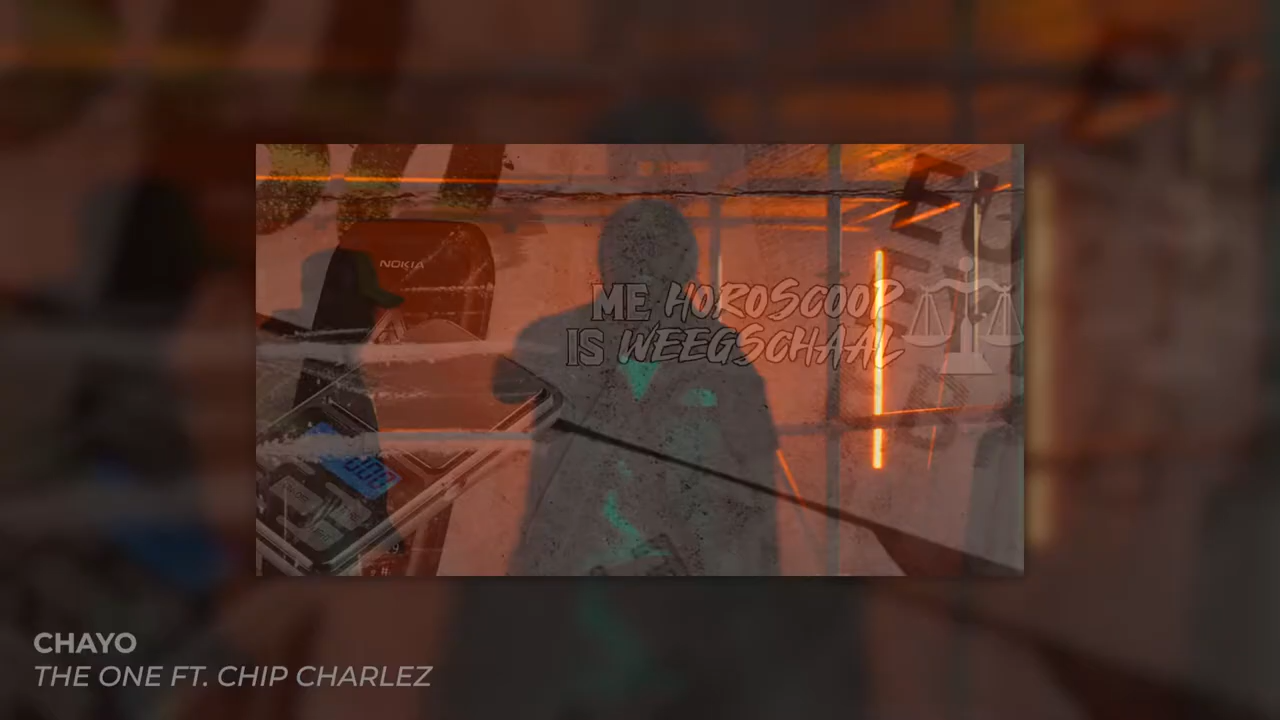 NOKIA
ME HOROSCOOP
IS WEEGSCHAAL
CHAYO
THE ONE FT. CHIP CHARLEZ